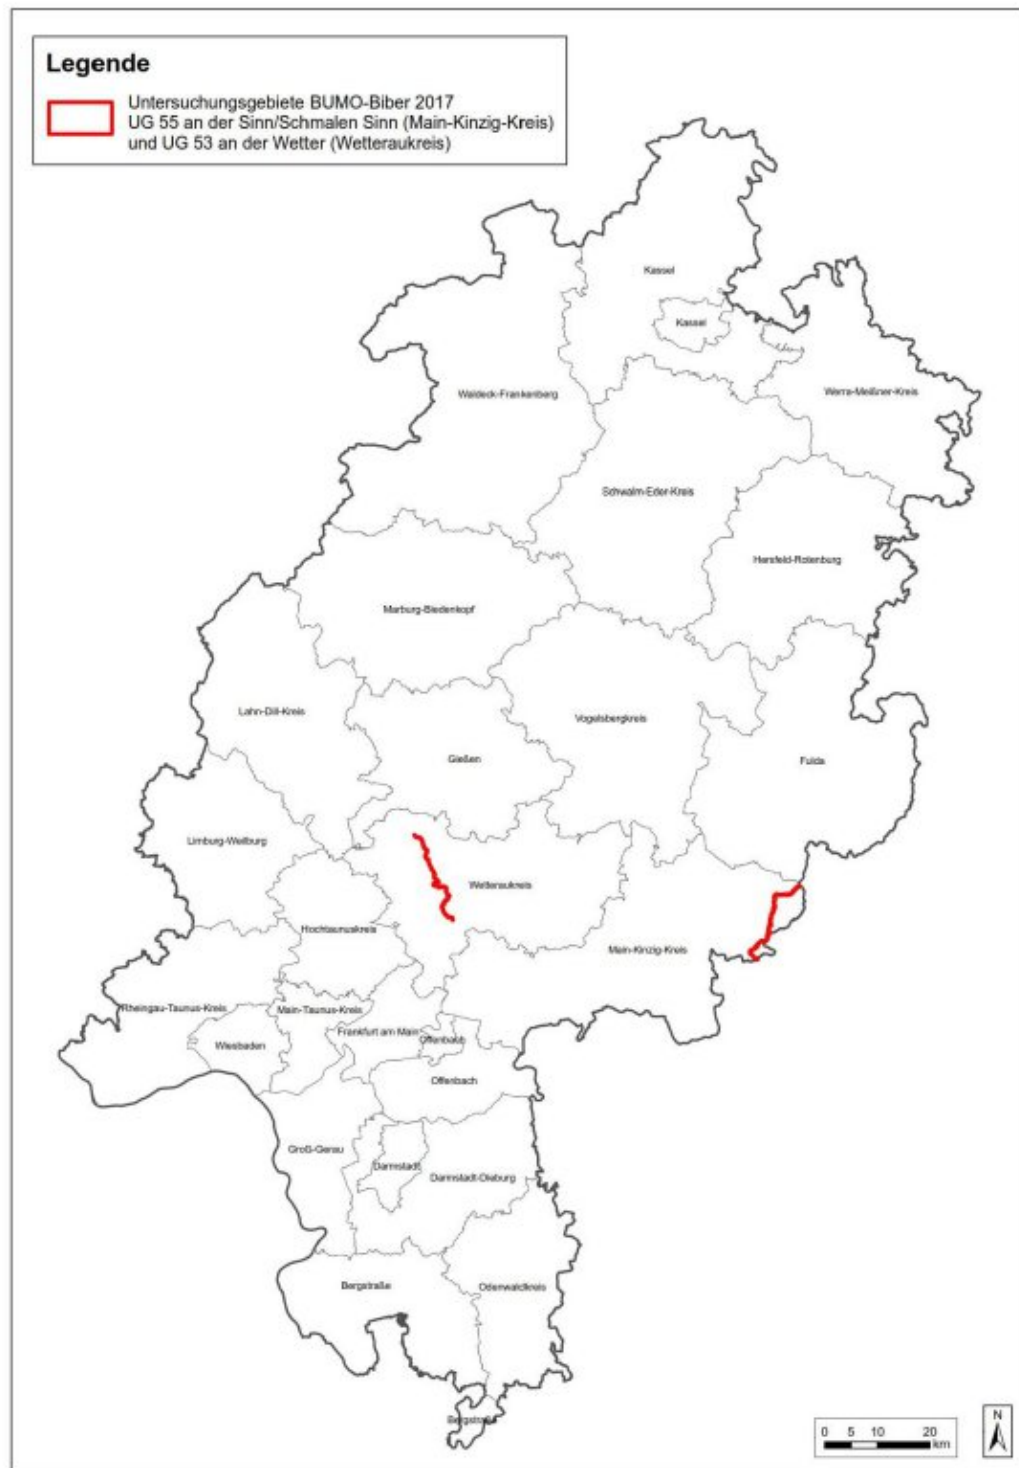 Legende
Untersuchungsgebiete BUMO-Biber 2017
UG 55 an der Sinn/Schmalen Sinn (Main-Kinzig-Kreis)
und UG 53 an der Wetter (Wetteraukreis)
Kassel
Kassel
Waldeck-Frankenberg
Werra-Meißner-Kreis
Schwalm-Eder-Kreis
Hersfeld-Rotenburg
Marburg-Biedenkopf
Lahn-Dill-Kreis
Vogelsbergkreis
Gießen
Fulda
Limburg-Weilburg
Wetteraukreis
Hochtaunuskreis
Main-Kinzig-Kreis
Rheingau-Taunus-Kreis
Main-Taunus-Kreis
Frankfurt am Main
Offenbach
Wiesbaden
Offenbach
Groß-Gerau
Darmstadt
Darmstadt-Dieburg
Bergstraße
Odenwaldkreis
Bergstraße
0 5 10 20
km
N